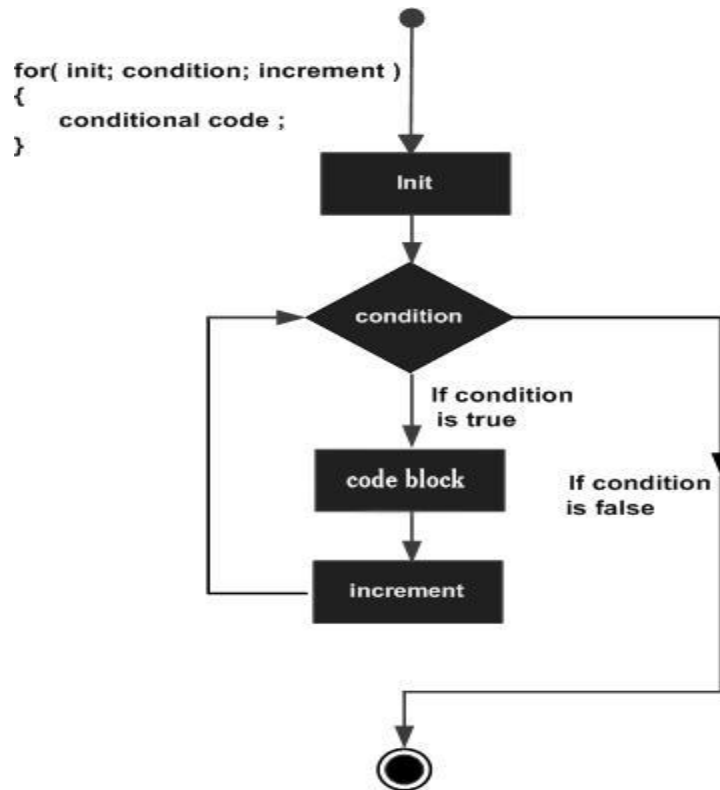 for( init; condition; increment )
{
conditional code ;
}
Init
condition
If condition
is true
code block
If condition
is false
increment